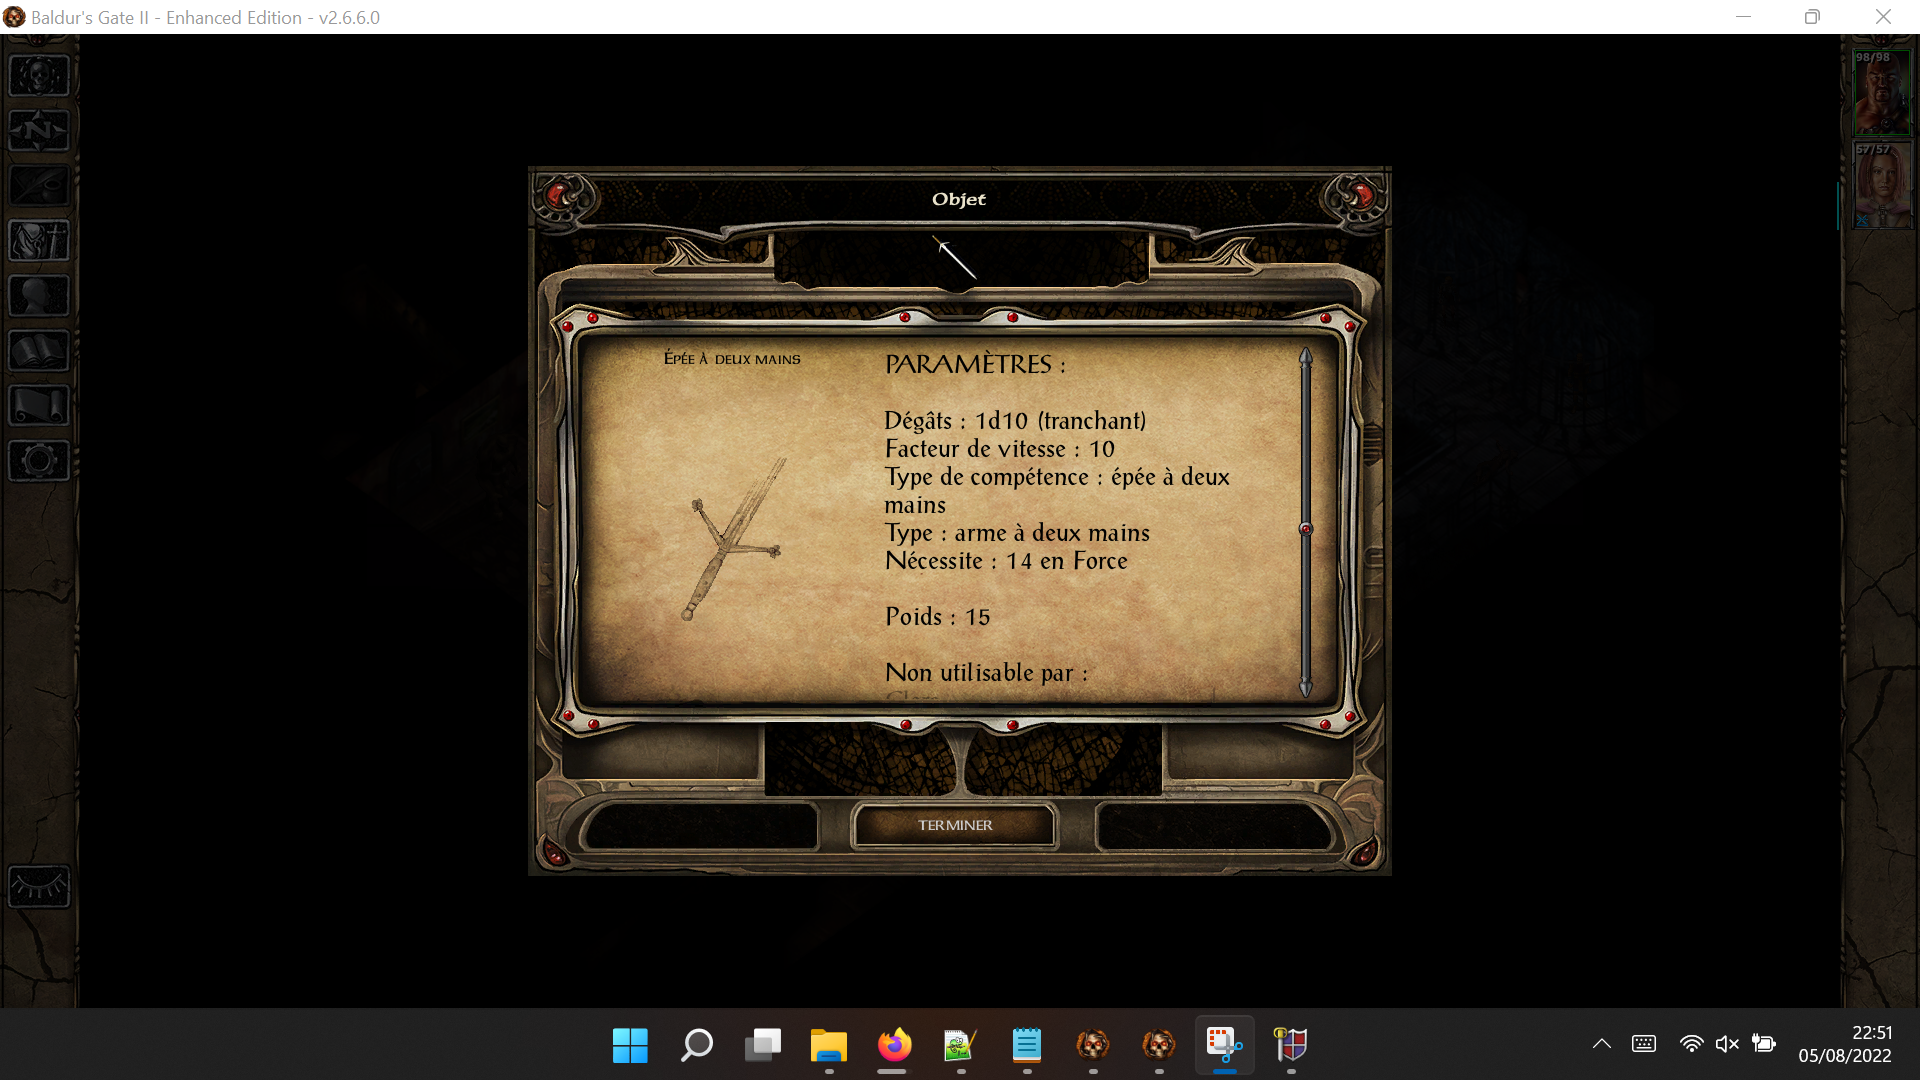 Baldur's Gate II - Enhanced Edition - v2.6.6.0
98/98
57/57
N
Objet
Épée à deux mains
PARAMÈTRES :
Dégâts : 1d10 (tranchant)
Facteur de vitesse : 10
Type de compétence : épée à deux
mains
Type : arme à deux mains
Nécessite : 14 en Force
Poids : 15
Non utilisable par :
TERMINER
22:51
05/08/2022